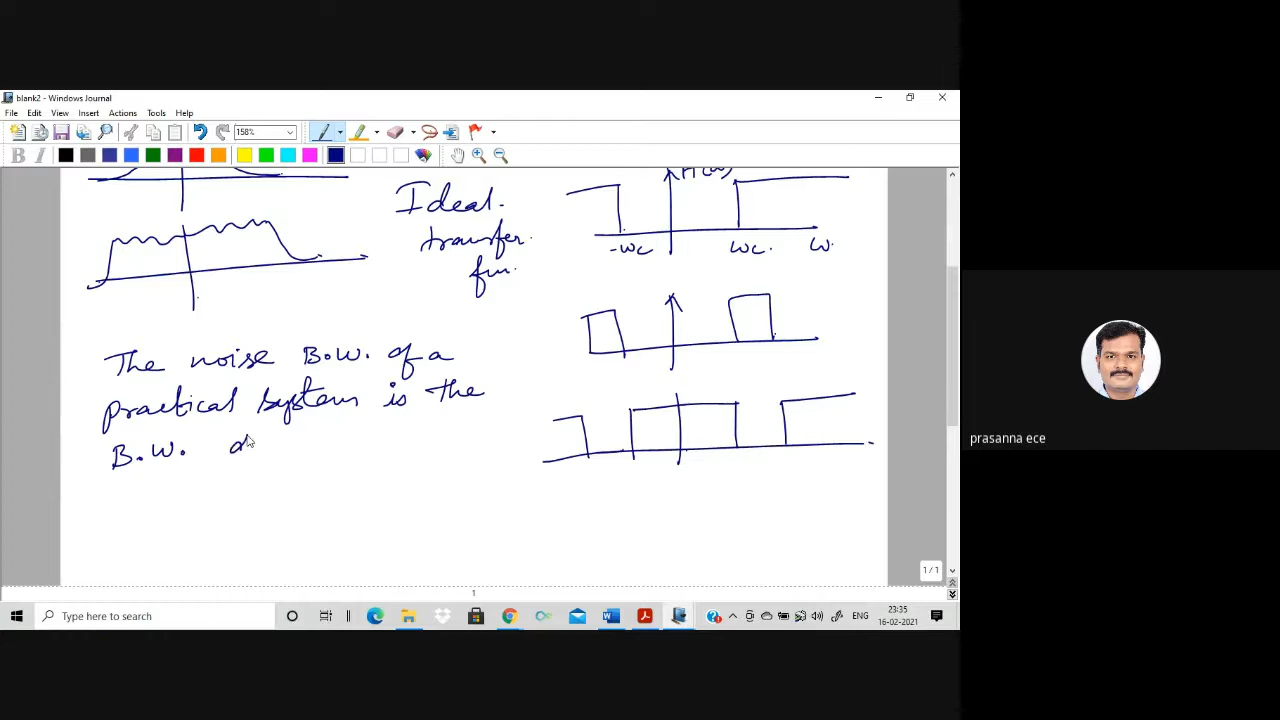 blank2 - Windows Journal
File Edit View Insert Actions Tools Help
158%
B I
H(ω)
Ideal.
transfer
fun.
-ωc ωc. ω.
The noise B.W. of a
practical system is the
B.W.
1/1
1
Type here to search
ENG
23:35
16-02-2021
prasanna ece